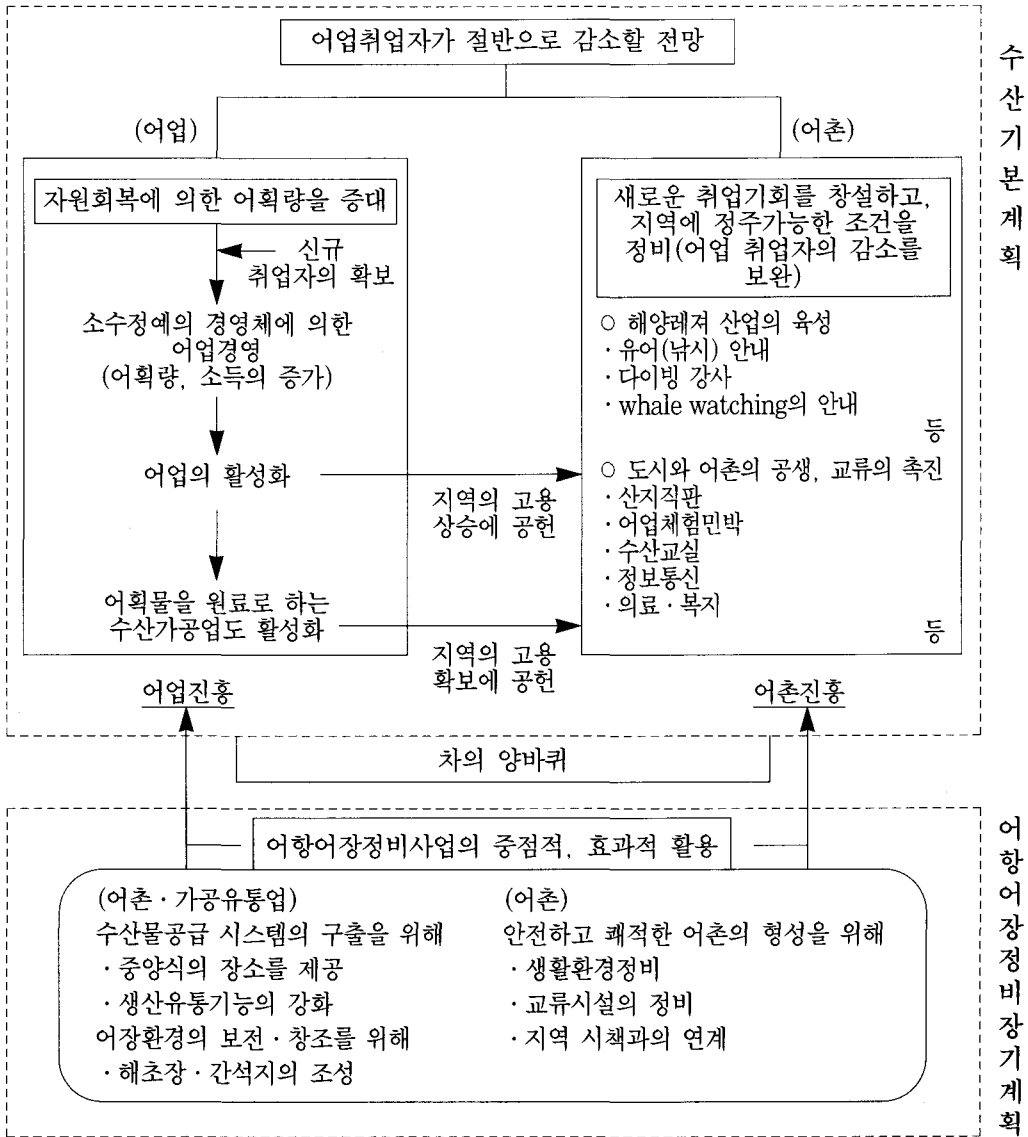 어업취업자가 절반으로 감소할 전망
(어업)
자원회복에 의한 어획량을 증대
신규
취업자의 확보
소수정예의 경영체에 의한
어업경영
(어획량, 소득의 증가)
어업의 활성화
어획물을 원료로 하는
수산가공업도 활성화
어업진흥
지역의 고용
상승에 공헌
지역의 고용
확보에 공헌
(어촌)
새로운 취업기회를 창설하고,
지역에 정주가능한 조건을
정비(어업 취업자의 감소를
보완)
○ 해양레져 산업의 육성
· 유어(낚시) 안내
· 다이빙 강사
· whale watching의 안내
등
○ 도시와 어촌의 공생, 교류의 촉진
· 산지직판
· 어업체험민박
· 수산교실
· 정보통신
· 의료 · 복지
등
어촌진흥
수산기본계획
차의 양바퀴
어항어장정비사업의 중점적, 효과적 활용
(어촌 · 가공유통업)
수산물공급 시스템의 구출을 위해
· 중양식의 장소를 제공
· 생산유통기능의 강화
어장환경의 보전 · 창조를 위해
· 해초장 · 간석지의 조성
(어촌)
안전하고 쾌적한 어촌의 형성을 위해
· 생활환경정비
· 교류시설의 정비
· 지역 시책과의 연계
어항어장정비장기계획